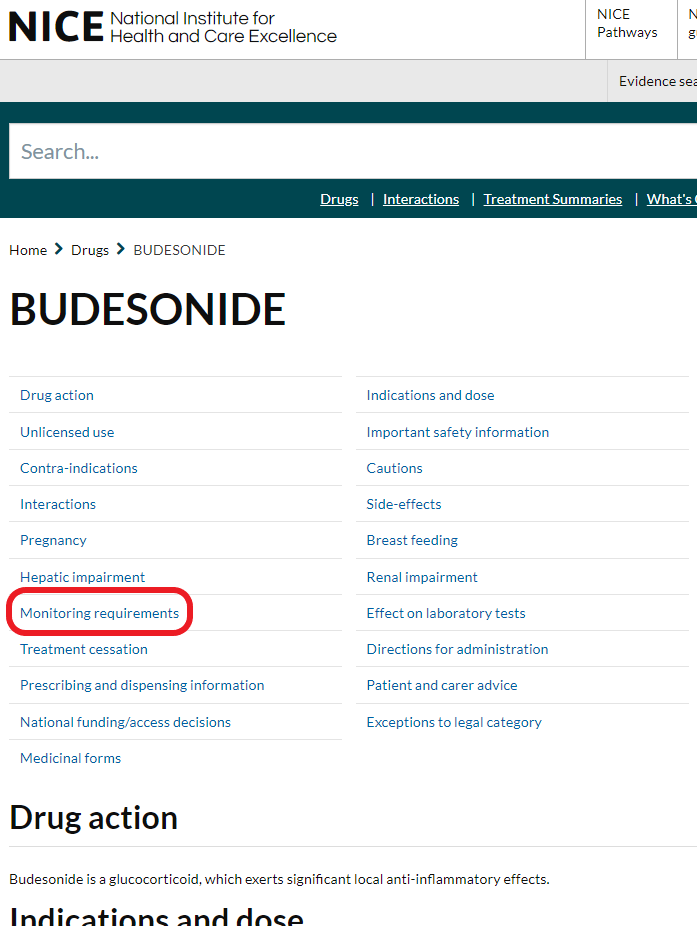 NICE National Institute for
Health and Care Excellence
NICE
Pathways
Evidence sea
Search...
Drugs | Interactions | Treatment Summaries | What's
Home > Drugs > BUDESONIDE
BUDESONIDE
Drug action
Indications and dose
Unlicensed use
Important safety information
Contra-indications
Cautions
Interactions
Side-effects
Pregnancy
Breast feeding
Hepatic impairment
Renal impairment
Monitoring requirements
Effect on laboratory tests
Treatment cessation
Directions for administration
Prescribing and dispensing information
Patient and carer advice
National funding/access decisions
Exceptions to legal category
Medicinal forms
Drug action
Budesonide is a glucocorticoid, which exerts significant local anti-inflammatory effects.
Indications and dose